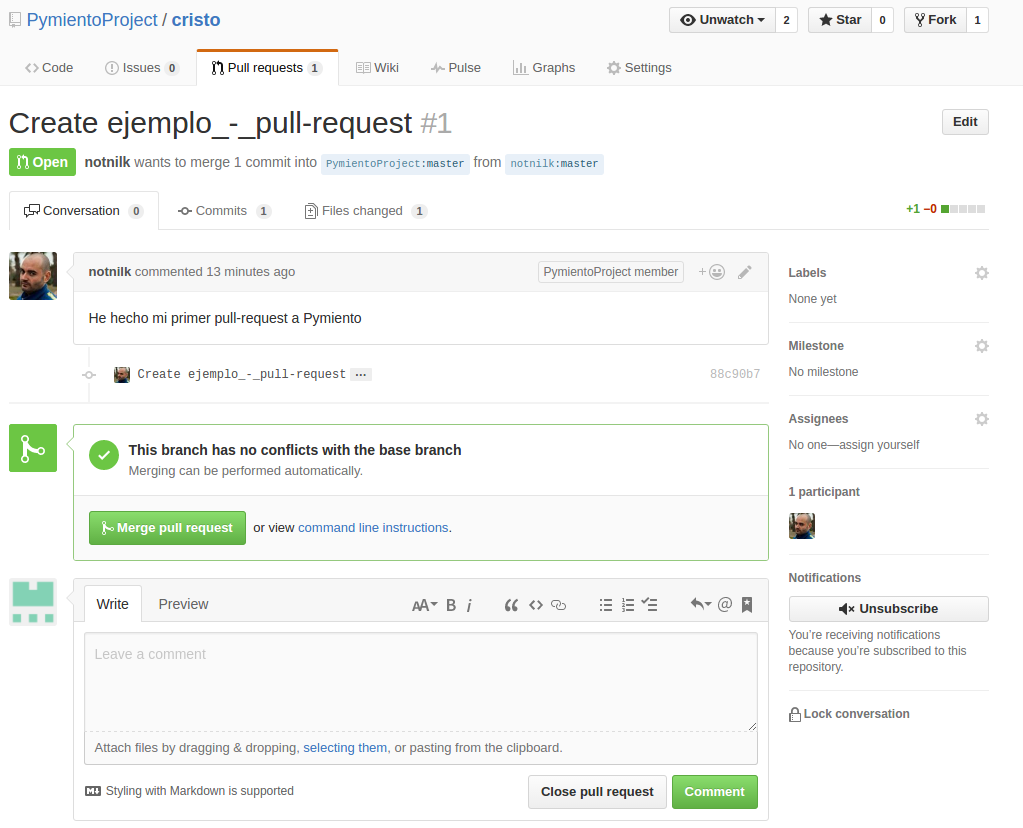 PymientoProject / cristo
Unwatch 2 Star 0 Fork 1
Code Issues 0 Pull requests 1 Wiki Pulse Graphs Settings
Create ejemplo_-_pull-request #1
Edit
Open notnilk wants to merge 1 commit into PymientoProject:master from notnilk:master
Conversation 0 Commits 1 Files changed 1
+1 −0
notnilk commented 13 minutes ago
PymientoProject member
He hecho mi primer pull-request a Pymiento
Create ejemplo_-_pull-request …
88c90b7
This branch has no conflicts with the base branch
Merging can be performed automatically.
Merge pull request or view command line instructions.
Write Preview
AA B i
Leave a comment
Attach files by dragging & dropping, selecting them, or pasting from the clipboard.
Styling with Markdown is supported
Close pull request Comment
Labels
None yet
Milestone
No milestone
Assignees
No one—assign yourself
1 participant
Notifications
Unsubscribe
You're receiving notifications
because you're subscribed to this
repository.
Lock conversation